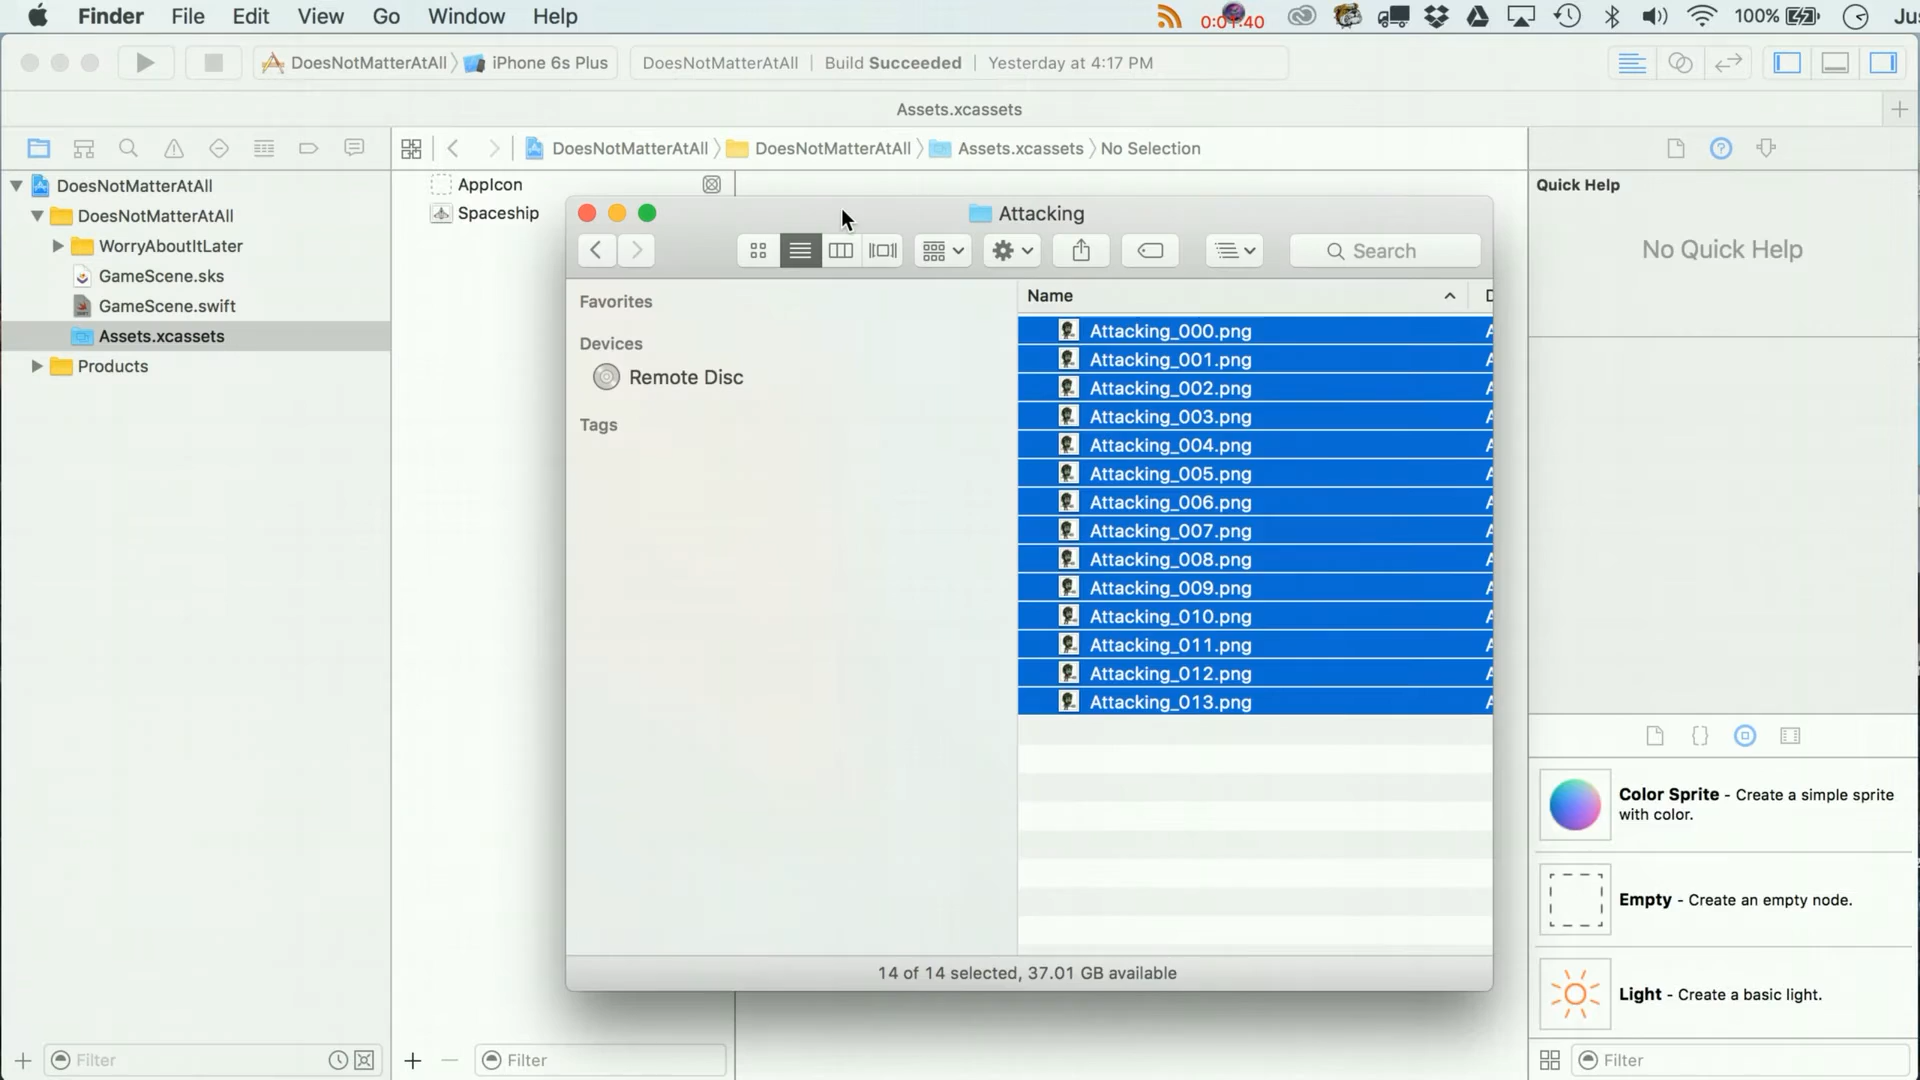 Finder File Edit View Go Window Help 0:01:40 100% Jus
DoesNotMatterAtAll iPhone 6s Plus DoesNotMatterAtAll Build Succeeded Yesterday at 4:17 PM
Assets.xcassets
DoesNotMatterAtAll DoesNotMatterAtAll Assets.xcassets No Selection
DoesNotMatterAtAll
DoesNotMatterAtAll
WorryAboutItLater
GameScene.sks
GameScene.swift
Assets.xcassets
Products
AppIcon
Spaceship
Attacking
Search
Favorites
Devices
Remote Disc
Tags
Name
Attacking_000.png
Attacking_001.png
Attacking_002.png
Attacking_003.png
Attacking_004.png
Attacking_005.png
Attacking_006.png
Attacking_007.png
Attacking_008.png
Attacking_009.png
Attacking_010.png
Attacking_011.png
Attacking_012.png
Attacking_013.png
14 of 14 selected, 37.01 GB available
Quick Help
No Quick Help
Color Sprite - Create a simple sprite
with color.
Empty - Create an empty node.
Light - Create a basic light.
Filter
Filter
Filter